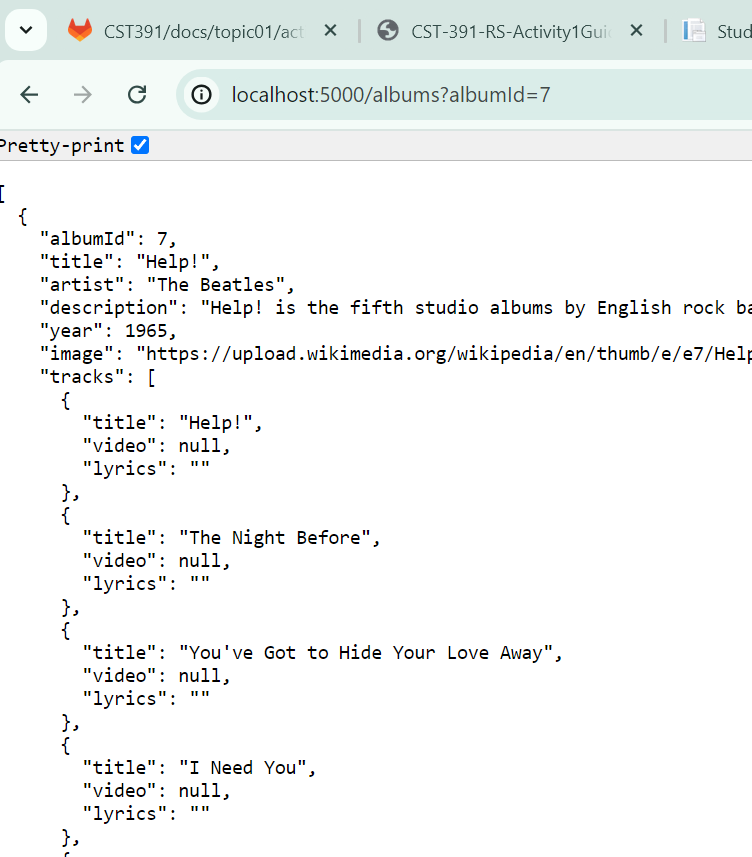 CST391/docs/topic01/act
CST-391-RS-Activity1Gui
Stud
localhost:5000/albums?albumId=7
Pretty-print
[
  {
    "albumId": 7,
    "title": "Help!",
    "artist": "The Beatles",
    "description": "Help! is the fifth studio albums by English rock ba
    "year": 1965,
    "image": "https://upload.wikimedia.org/wikipedia/en/thumb/e/e7/Help
    "tracks": [
      {
        "title": "Help!",
        "video": null,
        "lyrics": ""
      },
      {
        "title": "The Night Before",
        "video": null,
        "lyrics": ""
      },
      {
        "title": "You've Got to Hide Your Love Away",
        "video": null,
        "lyrics": ""
      },
      {
        "title": "I Need You",
        "video": null,
        "lyrics": ""
      },
      {